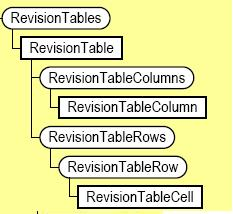 RevisionTables
RevisionTable
RevisionTableColumns
RevisionTableColumn
RevisionTableRows
RevisionTableRow
RevisionTableCell